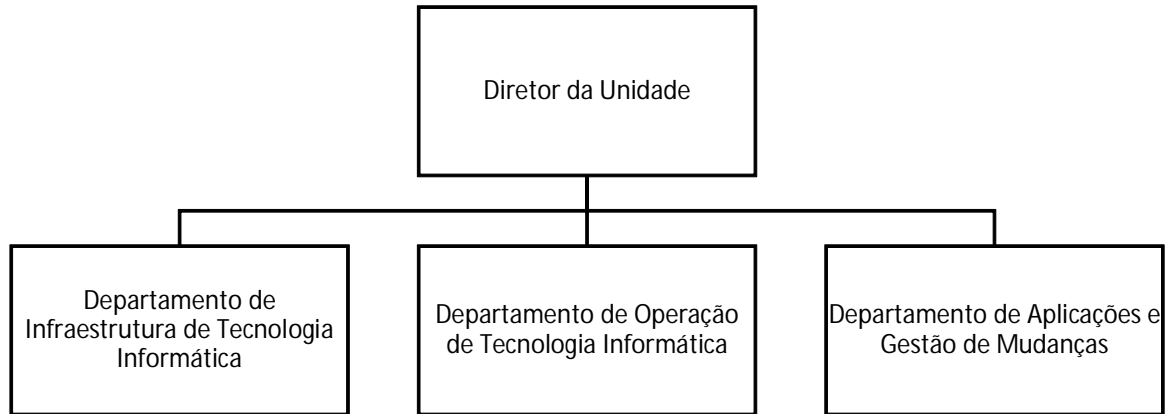 Diretor da Unidade
Departamento de
Infraestrutura de Tecnologia
Informática
Departamento de Operação
de Tecnologia Informática
Departamento de Aplicações e
Gestão de Mudanças